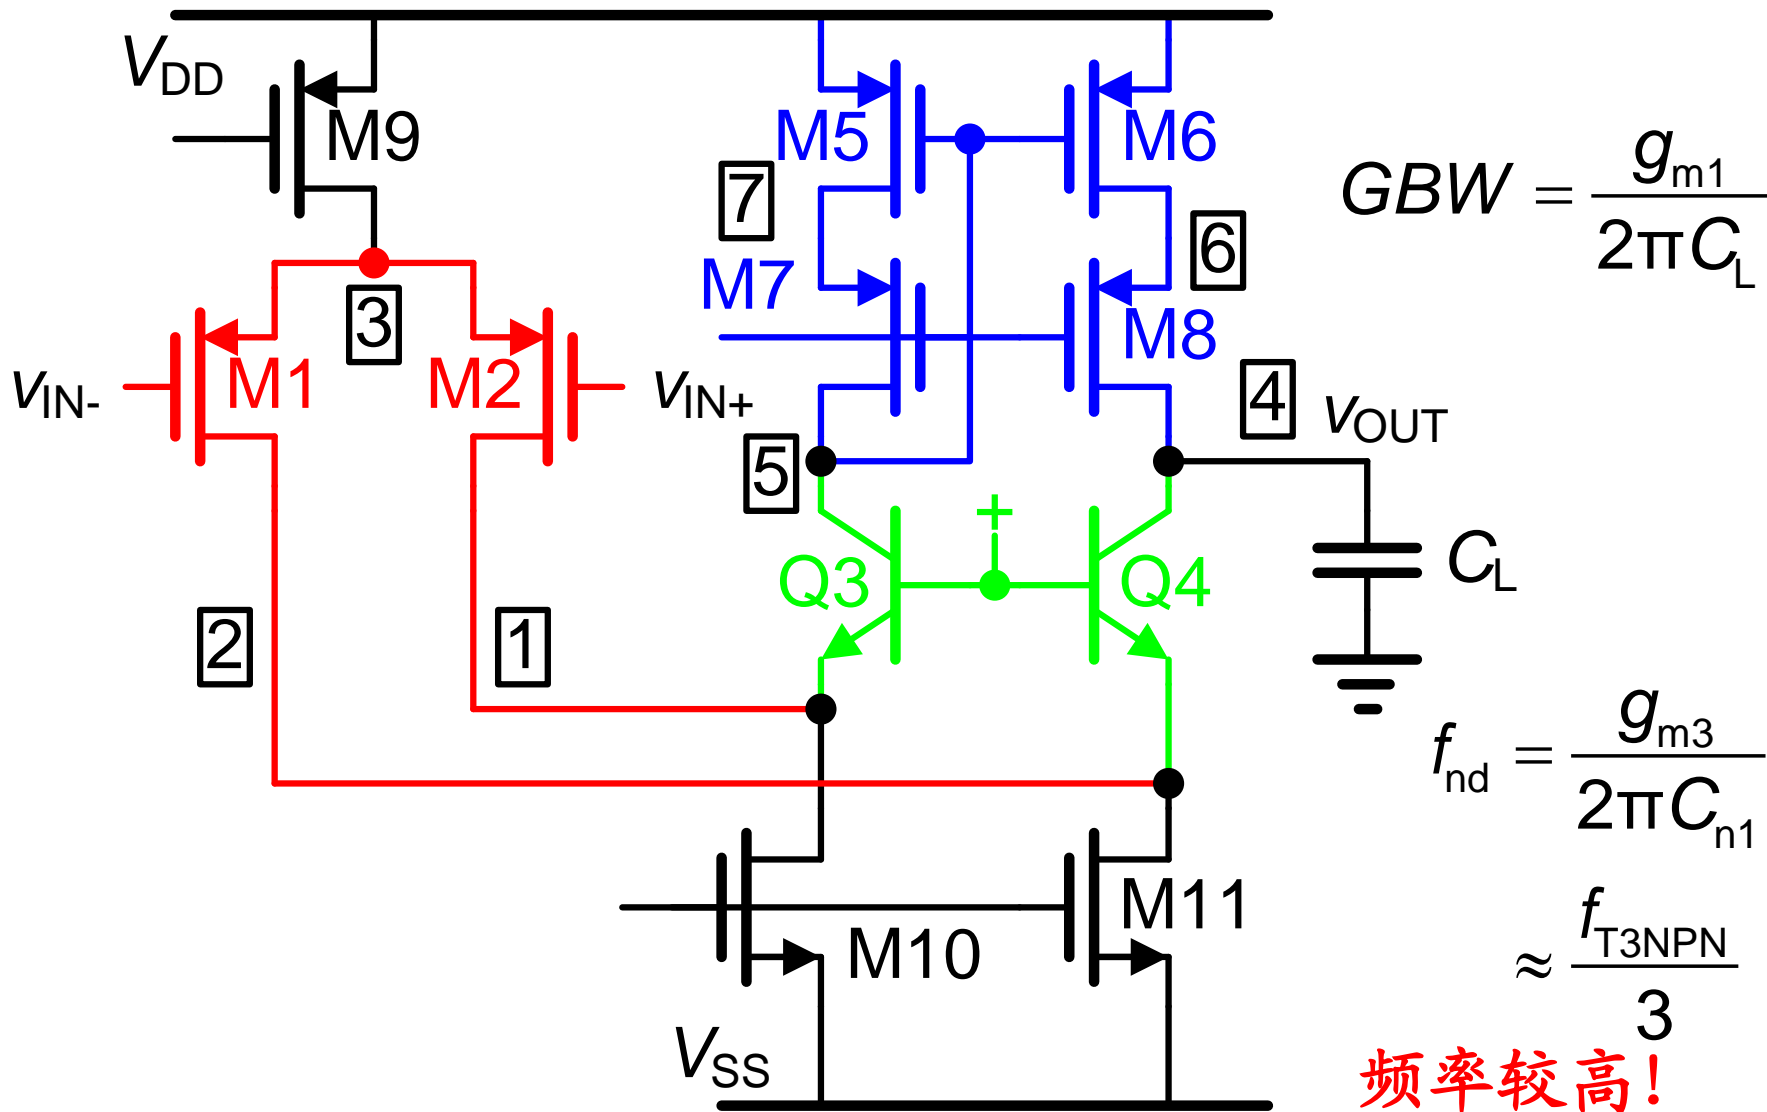 VDD
M9
M5
M6
GBW = gm1 / 2πCL
7
6
M7
M8
3
M1
M2
vIN-
vIN+
4
vOUT
5
+
Q3
Q4
CL
2
1
fnd = gm3 / 2πCn1
M11
M10
≈ fT3NPN / 3
VSS
频率较高!